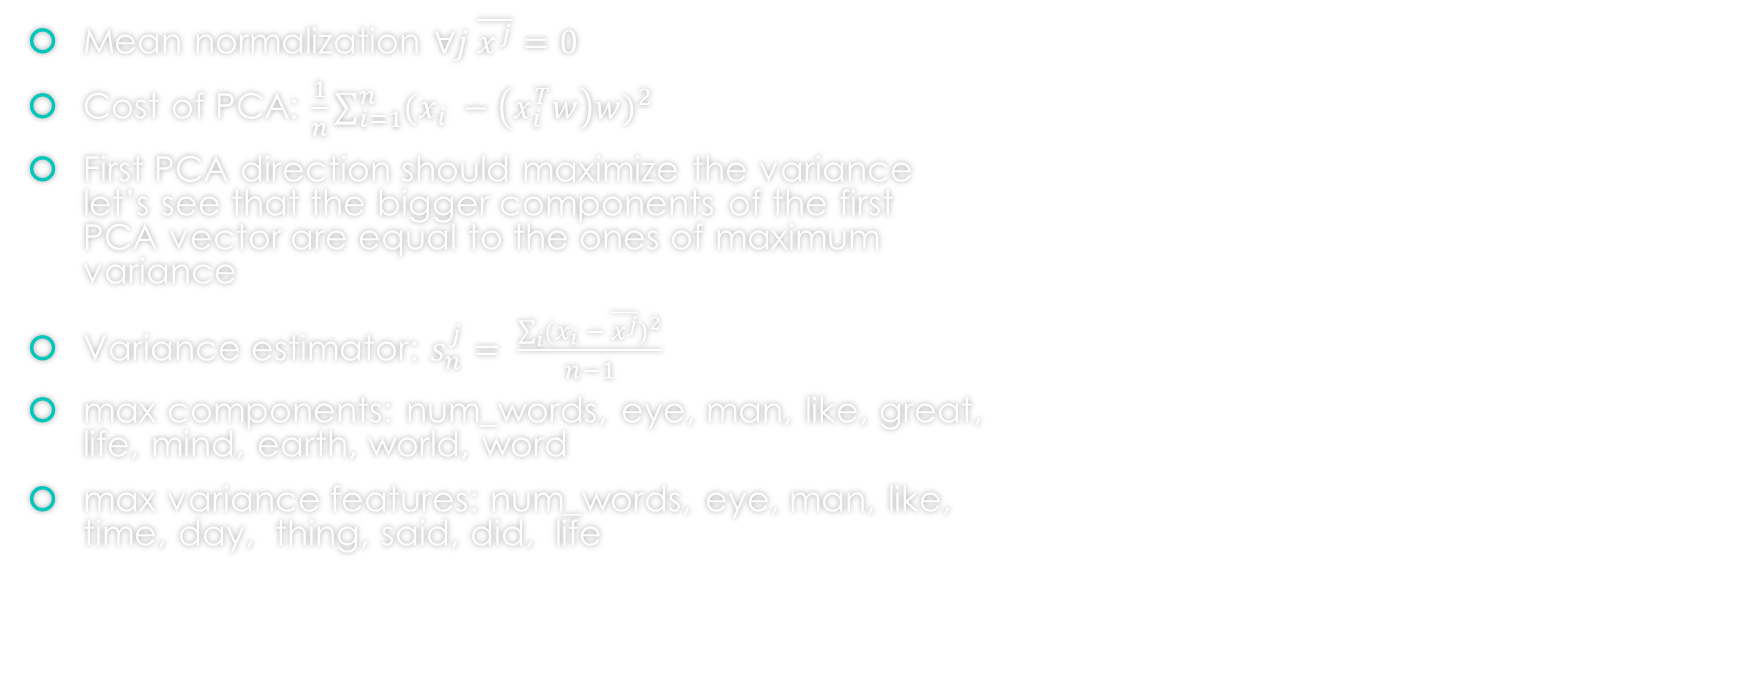 Mean normalization ∀j x̄^j = 0
Cost of PCA: 1/n ∑_{i=1}^{n}(x_i − (x_i^T w)w)^2
First PCA direction should maximize the variance
let's see that the bigger components of the first
PCA vector are equal to the ones of maximum
variance
Variance estimator: s_n^j = ∑_i(x_i − x̄^j)^2 / n−1
max components: num_words, eye, man, like, great,
life, mind, earth, world, word
max variance features: num_words, eye, man, like,
time, day, thing, said, did, life